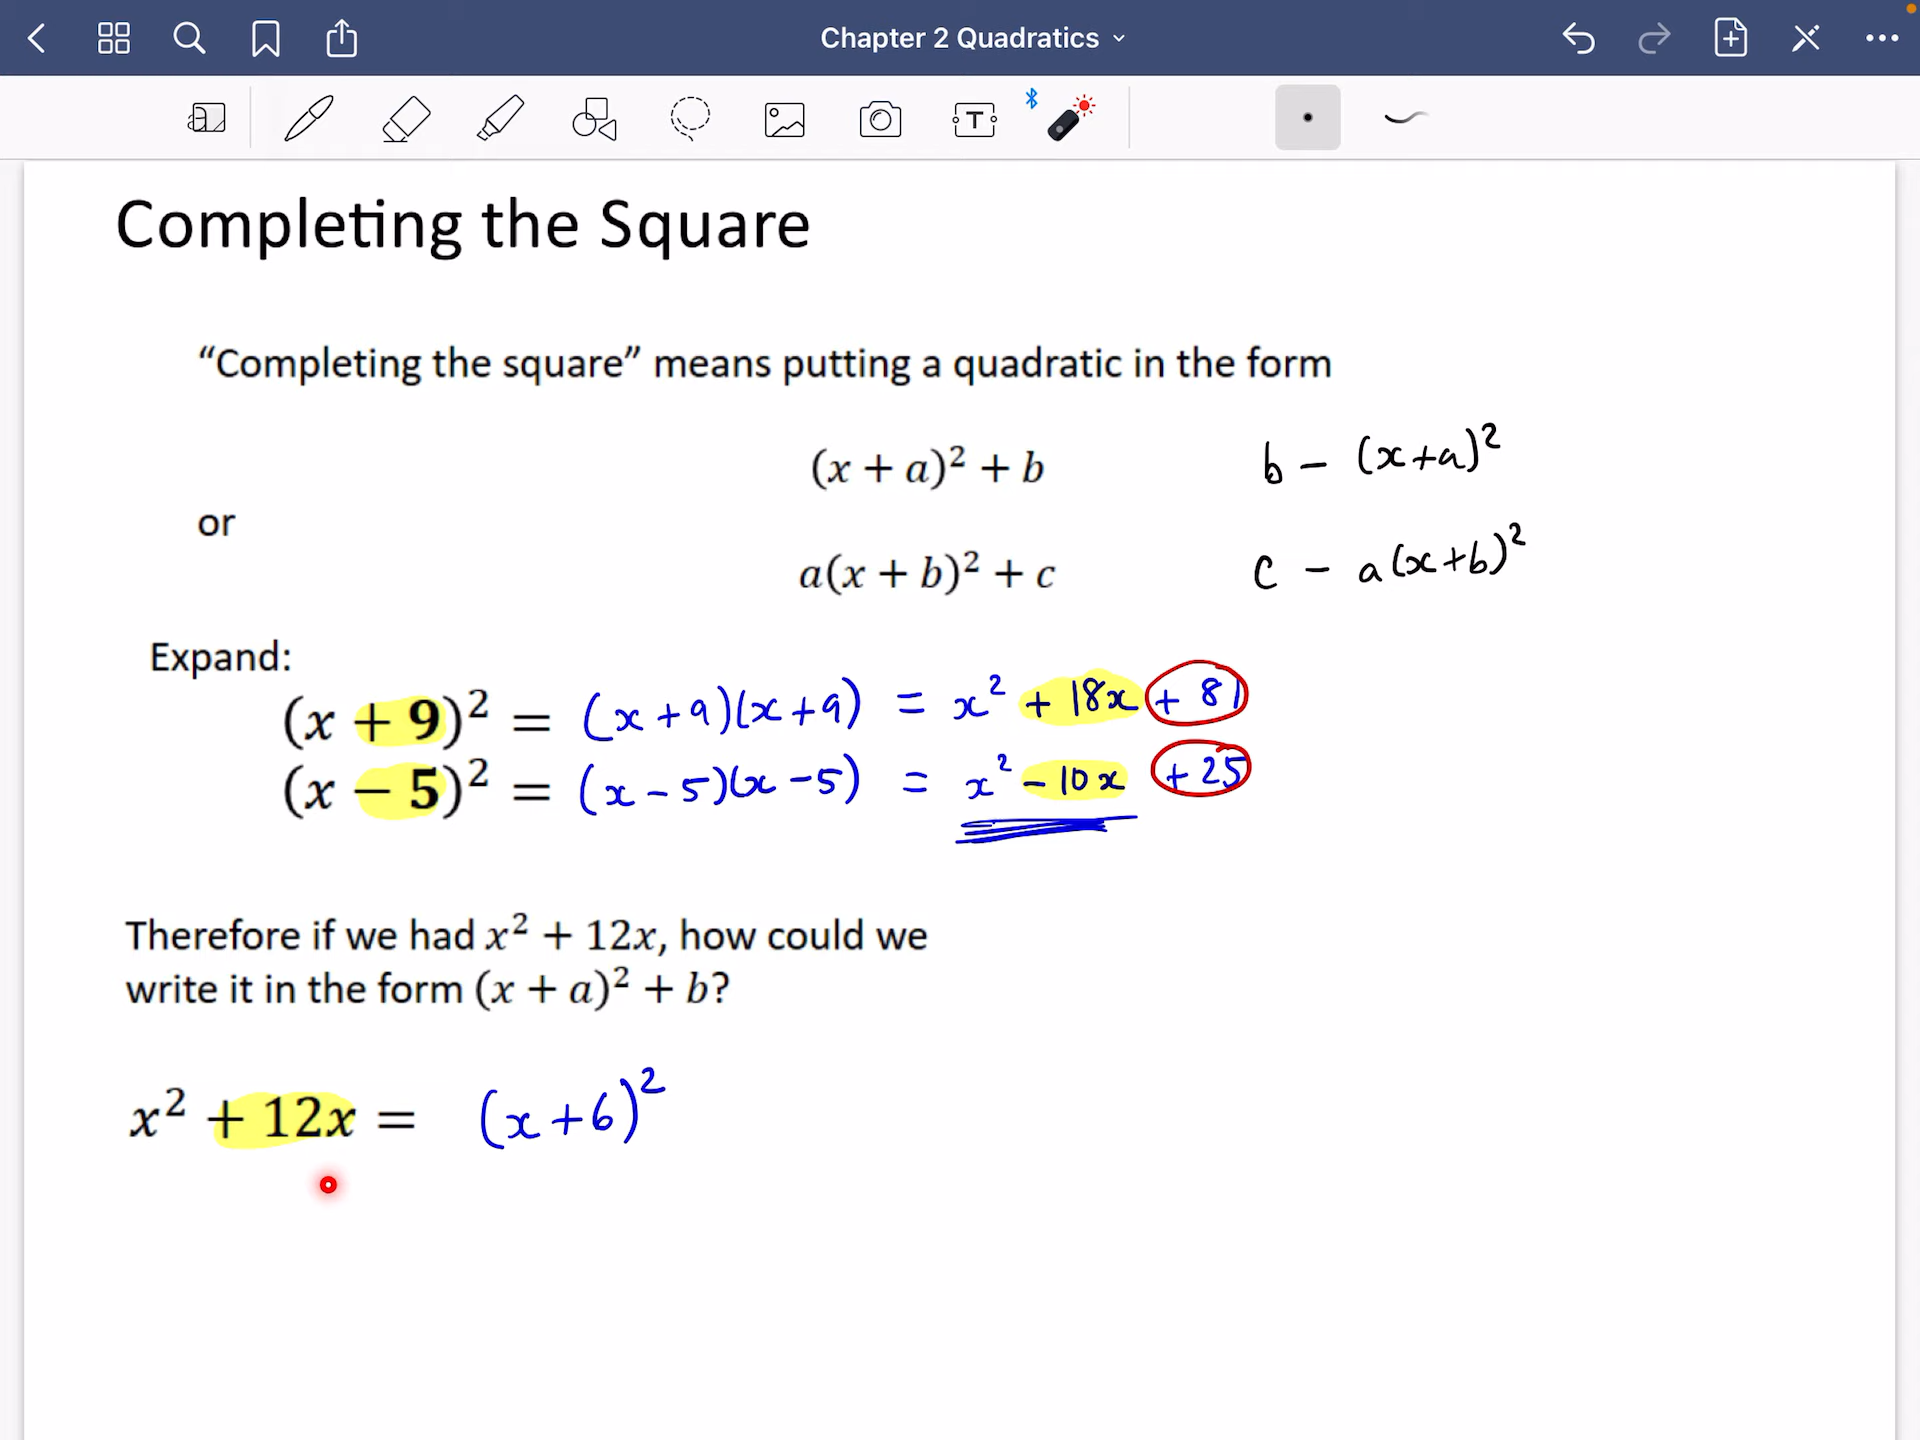 Chapter 2 Quadratics
Completing the Square
“Completing the square” means putting a quadratic in the form
(x + a)² + b b − (x+a)²
or
a(x + b)² + c c − a(x+b)²
Expand:
(x + 9)² = (x+9)(x+9) = x² + 18x + 81
(x − 5)² = (x−5)(x−5) = x² − 10x + 25
Therefore if we had x² + 12x, how could we
write it in the form (x + a)² + b?
x² + 12x = (x+6)²